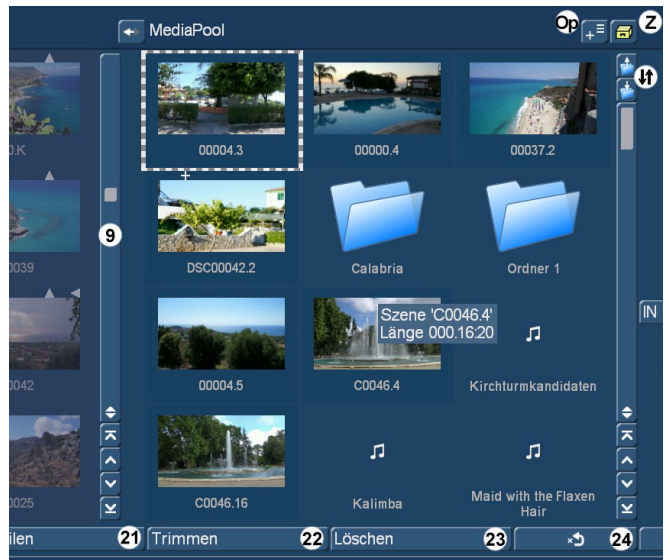 MediaPool
Op
Z
00004.3
00000.4
00037.2
0.K
9
0039
DSC00042.2
Calabria
Ordner 1
Szene 'C0046.4'
Länge 000.16:20
IN
0042
00004.5
C0046.4
Kirchturmkandidaten
0025
C0046.16
Kalimba
Maid with the Flaxen
Hair
ilen
21
Trimmen
22
Löschen
23
24